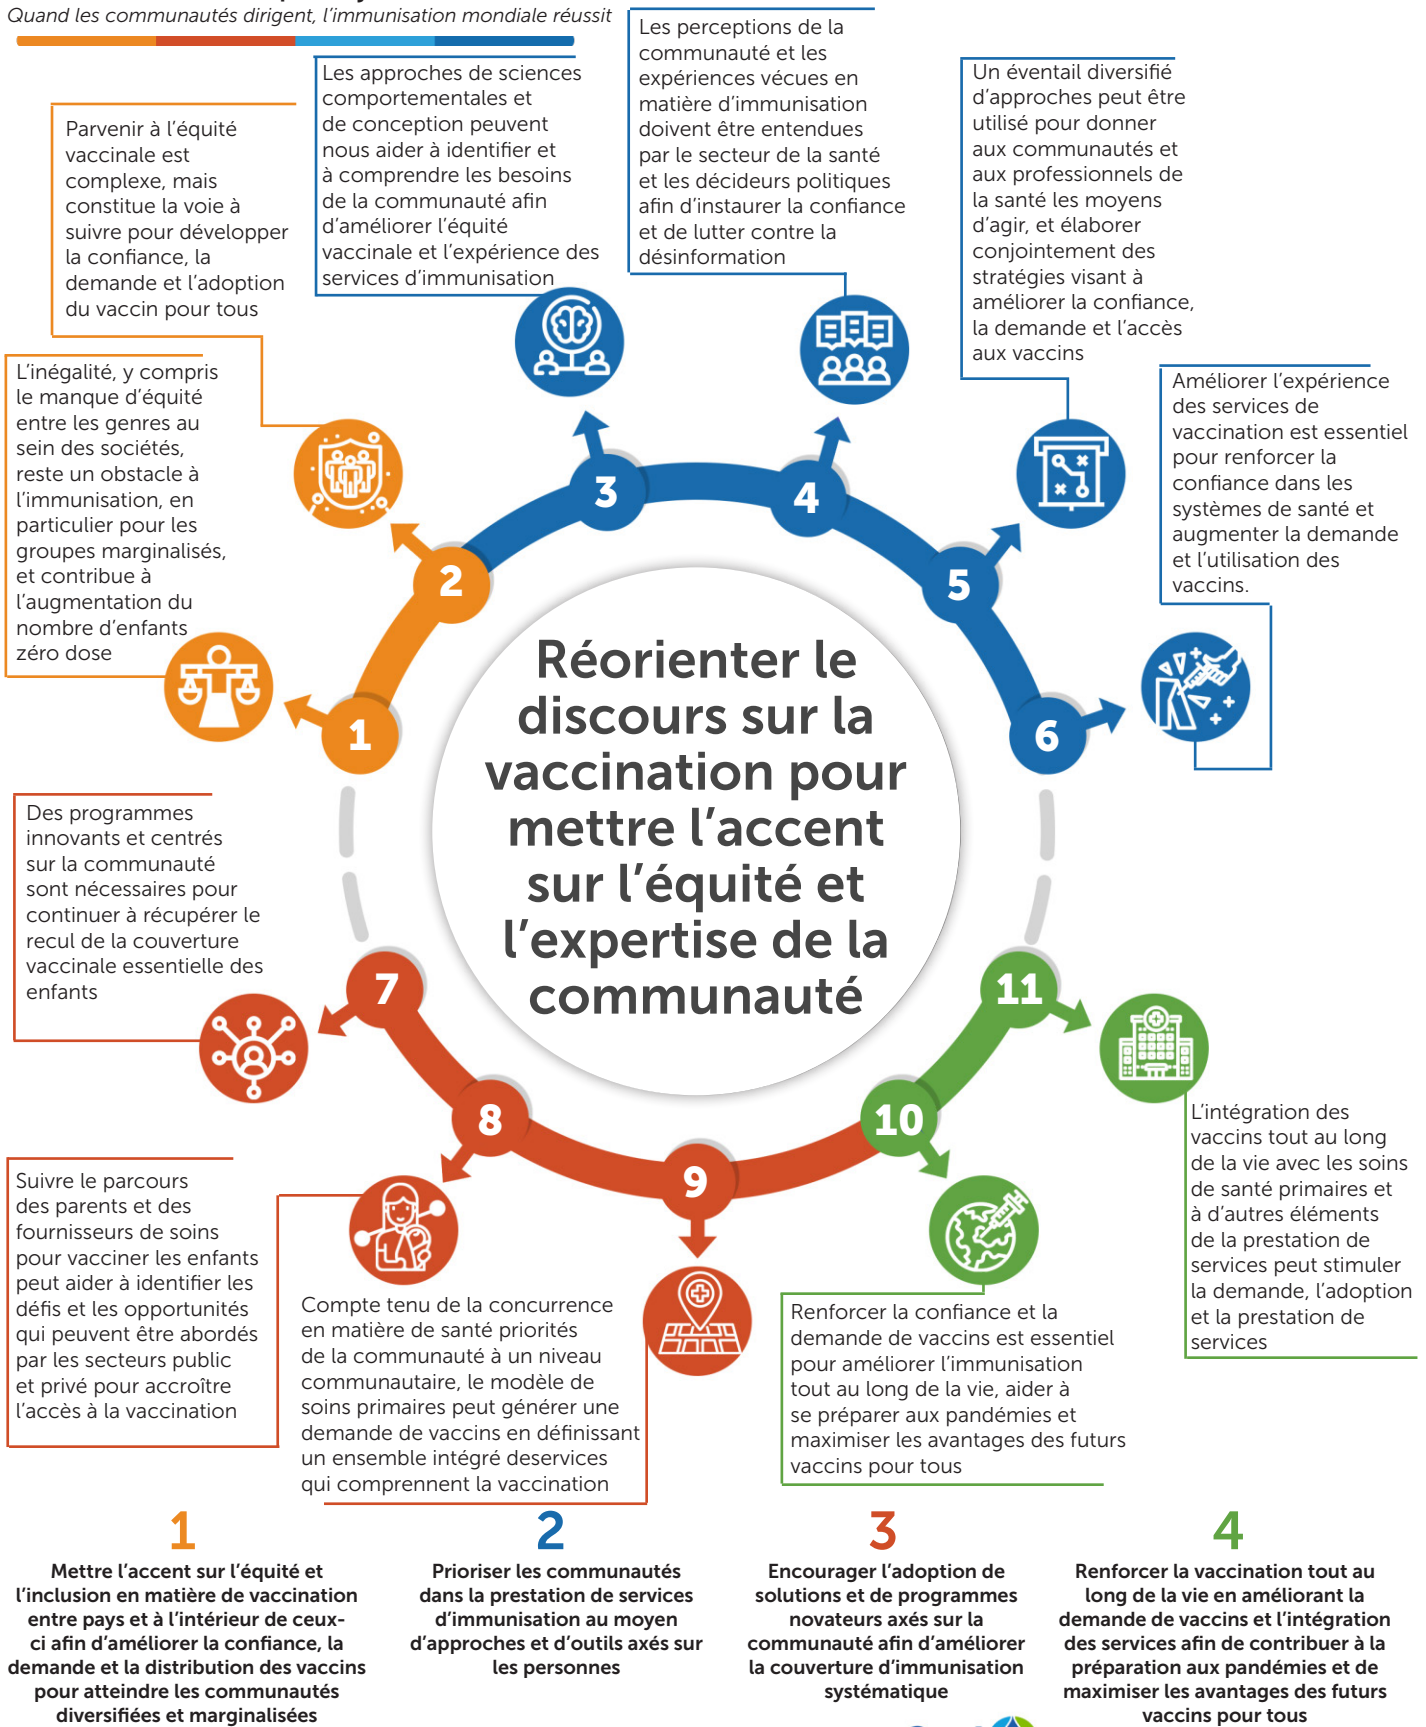 Quand les communautés dirigent, l'immunisation mondiale réussit
L'inégalité, y compris
le manque d'équité
entre les genres au
sein des sociétés,
reste un obstacle à
l'immunisation, en
particulier pour les
groupes marginalisés,
et contribue à
l'augmentation du
nombre d'enfants
zéro dose
Parvenir à l'équité
vaccinale est
complexe, mais
constitue la voie à
suivre pour développer
la confiance, la
demande et l'adoption
du vaccin pour tous
Les approches de sciences
comportementales et
de conception peuvent
nous aider à identifier et
à comprendre les besoins
de la communauté afin
d'améliorer l'équité
vaccinale et l'expérience des
services d'immunisation
Les perceptions de la
communauté et les
expériences vécues en
matière d'immunisation
doivent être entendues
par le secteur de la santé
et les décideurs politiques
afin d'instaurer la confiance
et de lutter contre la
désinformation
Un éventail diversifié
d'approches peut être
utilisé pour donner
aux communautés et
aux professionnels de
la santé les moyens
d'agir, et élaborer
conjointement des
stratégies visant à
améliorer la confiance,
la demande et l'accès
aux vaccins
Améliorer l'expérience
des services de
vaccination est essentiel
pour renforcer la
confiance dans les
systèmes de santé et
augmenter la demande
et l'utilisation des
vaccins.
1
2
3
4
5
6
Réorienter le
discours sur la
vaccination pour
mettre l'accent
sur l'équité et
l'expertise de la
communauté
7
8
9
10
11
Des programmes
innovants et centrés
sur la communauté
sont nécessaires pour
continuer à récupérer le
recul de la couverture
vaccinale essentielle des
enfants
Suivre le parcours
des parents et des
fournisseurs de soins
pour vacciner les enfants
peut aider à identifier les
défis et les opportunités
qui peuvent être abordés
par les secteurs public
et privé pour accroître
l'accès à la vaccination
Compte tenu de la concurrence
en matière de santé priorités
de la communauté à un niveau
communautaire, le modèle de
soins primaires peut générer une
demande de vaccins en définissant
un ensemble intégré deservices
qui comprennent la vaccination
Renforcer la confiance et la
demande de vaccins est essentiel
pour améliorer l'immunisation
tout au long de la vie, aider à
se préparer aux pandémies et
maximiser les avantages des futurs
vaccins pour tous
L'intégration des
vaccins tout au long
de la vie avec les soins
de santé primaires et
à d'autres éléments
de la prestation de
services peut stimuler
la demande, l'adoption
et la prestation de
services
1
Mettre l'accent sur l'équité et
l'inclusion en matière de vaccination
entre pays et à l'intérieur de ceux-
ci afin d'améliorer la confiance, la
demande et la distribution des vaccins
pour atteindre les communautés
diversifiées et marginalisées
2
Prioriser les communautés
dans la prestation de services
d'immunisation au moyen
d'approches et d'outils axés sur
les personnes
3
Encourager l'adoption de
solutions et de programmes
novateurs axés sur la
communauté afin d'améliorer
la couverture d'immunisation
systématique
4
Renforcer la vaccination tout au
long de la vie en améliorant la
demande de vaccins et l'intégration
des services afin de contribuer à la
préparation aux pandémies et de
maximiser les avantages des futurs
vaccins pour tous